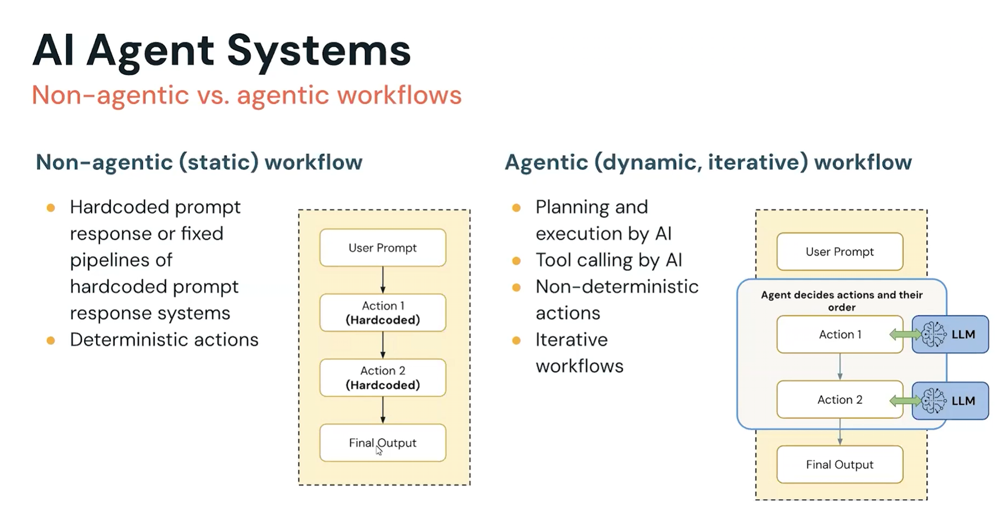 AI Agent Systems
Non-agentic vs. agentic workflows
Non-agentic (static) workflow
Hardcoded prompt
response or fixed
pipelines of
hardcoded prompt
response systems
Deterministic actions
User Prompt
Action 1
(Hardcoded)
Action 2
(Hardcoded)
Final Output
Agentic (dynamic, iterative) workflow
Planning and
execution by AI
Tool calling by AI
Non-deterministic
actions
Iterative
workflows
User Prompt
Agent decides actions and their
order
Action 1
LLM
Action 2
LLM
Final Output